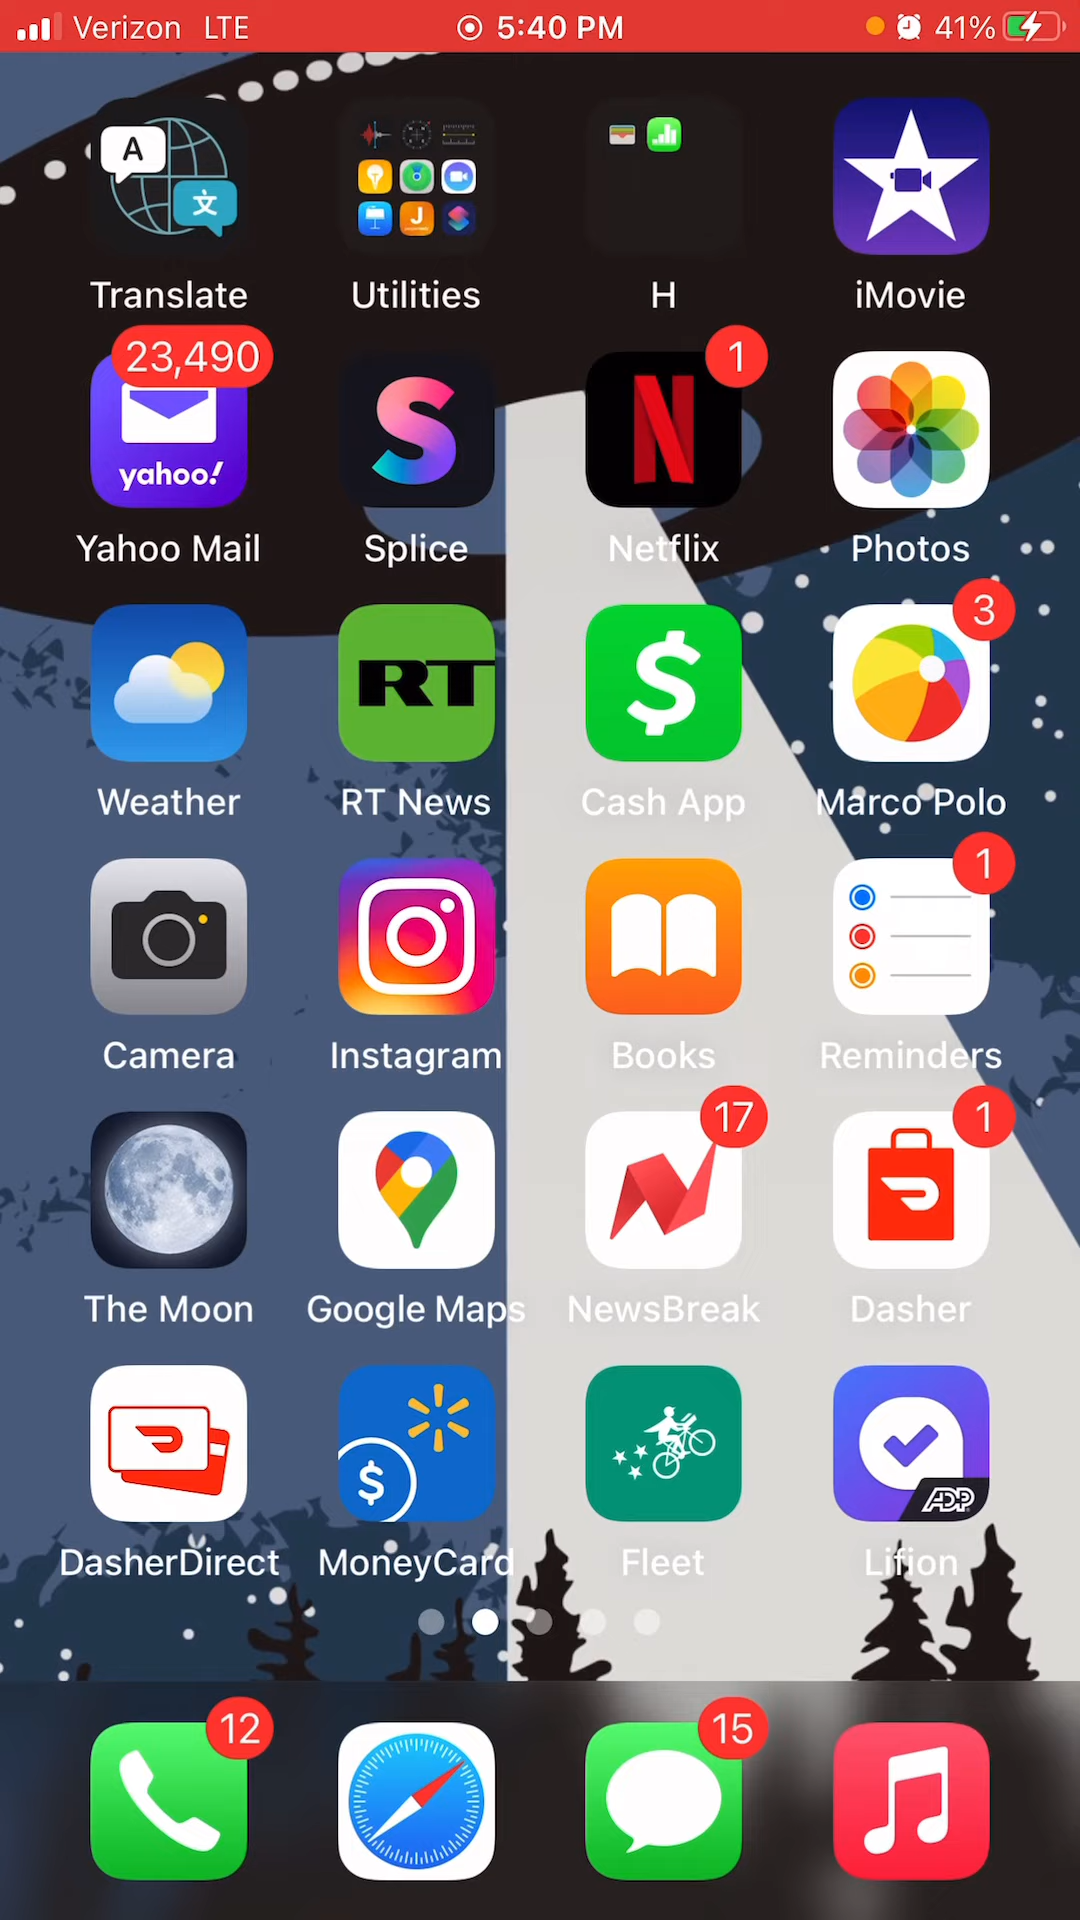 Verizon LTE 5:40 PM 41%
A
文
J
Translate Utilities H iMovie
23,490 1
yahoo! S N
Yahoo Mail Splice Netflix Photos
3
RT $
Weather RT News Cash App Marco Polo
1
Camera Instagram Books Reminders
17 1
The Moon Google Maps NewsBreak Dasher
$ ADP
DasherDirect MoneyCard Fleet Lifion
12 15